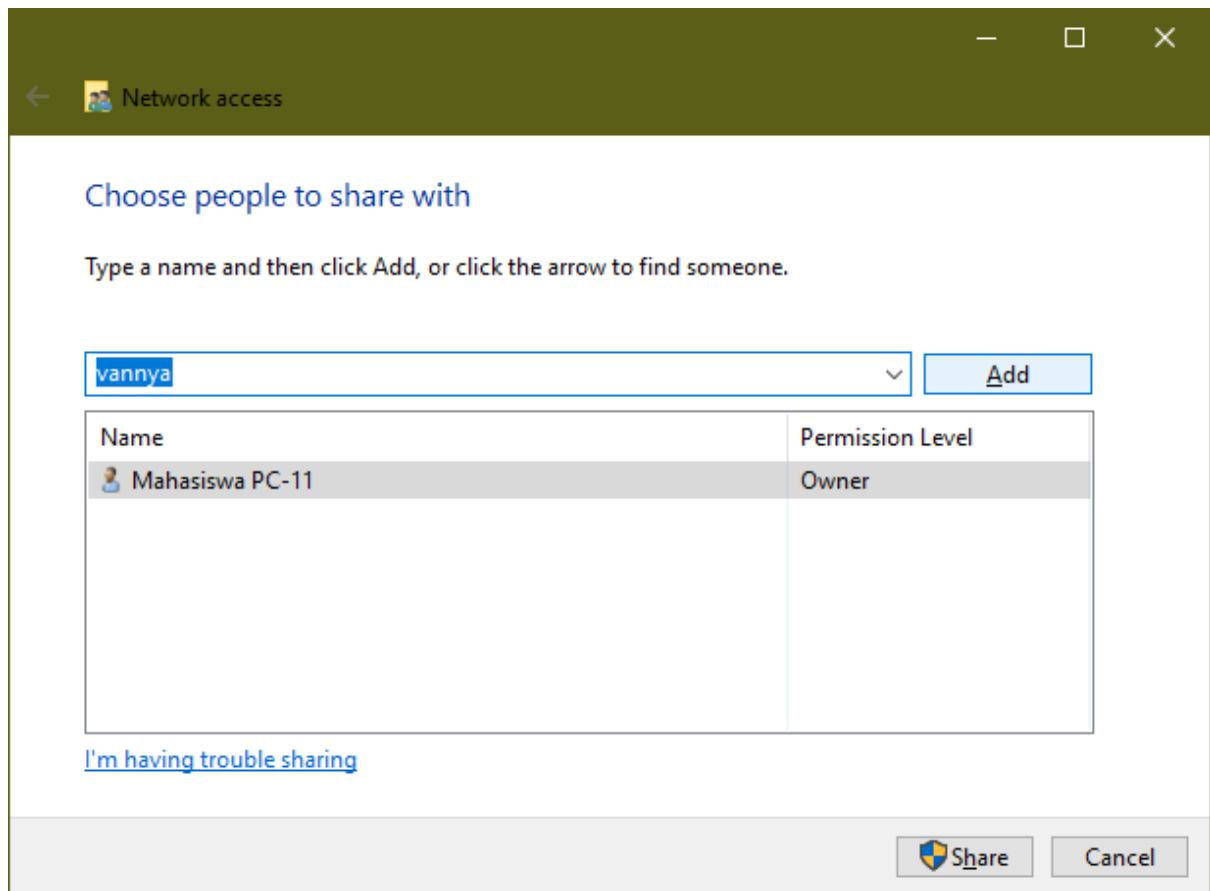 Network access
Choose people to share with
Type a name and then click Add, or click the arrow to find someone.
vannya Add
Name Permission Level
Mahasiswa PC-11 Owner
I'm having trouble sharing
Share Cancel